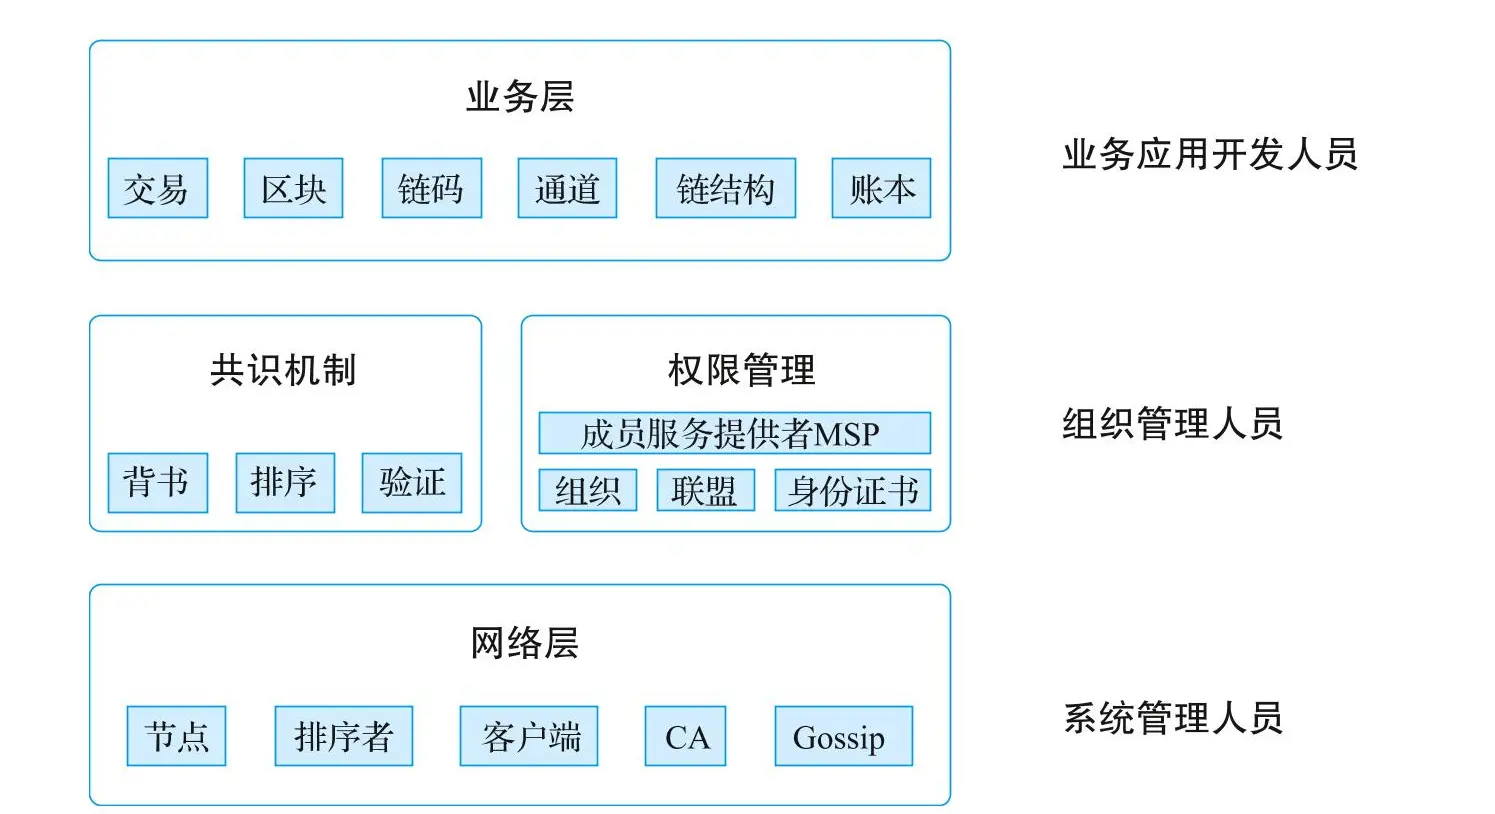 业务层
交易 区块 链码 通道 链结构 账本
业务应用开发人员
共识机制
背书 排序 验证
权限管理
成员服务提供者MSP
组织 联盟 身份证书
组织管理人员
网络层
节点 排序者 客户端 CA Gossip
系统管理人员